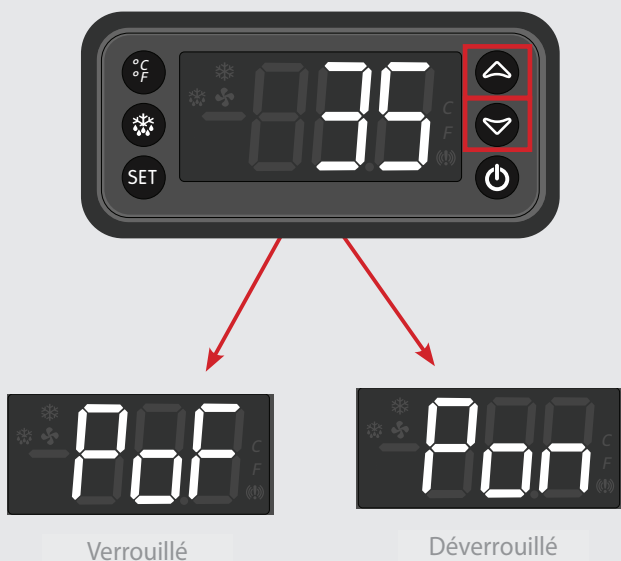 °C
°F
35
C
F
SET
PoF
C
F
Pon
C
F
Verrouillé
Déverrouillé